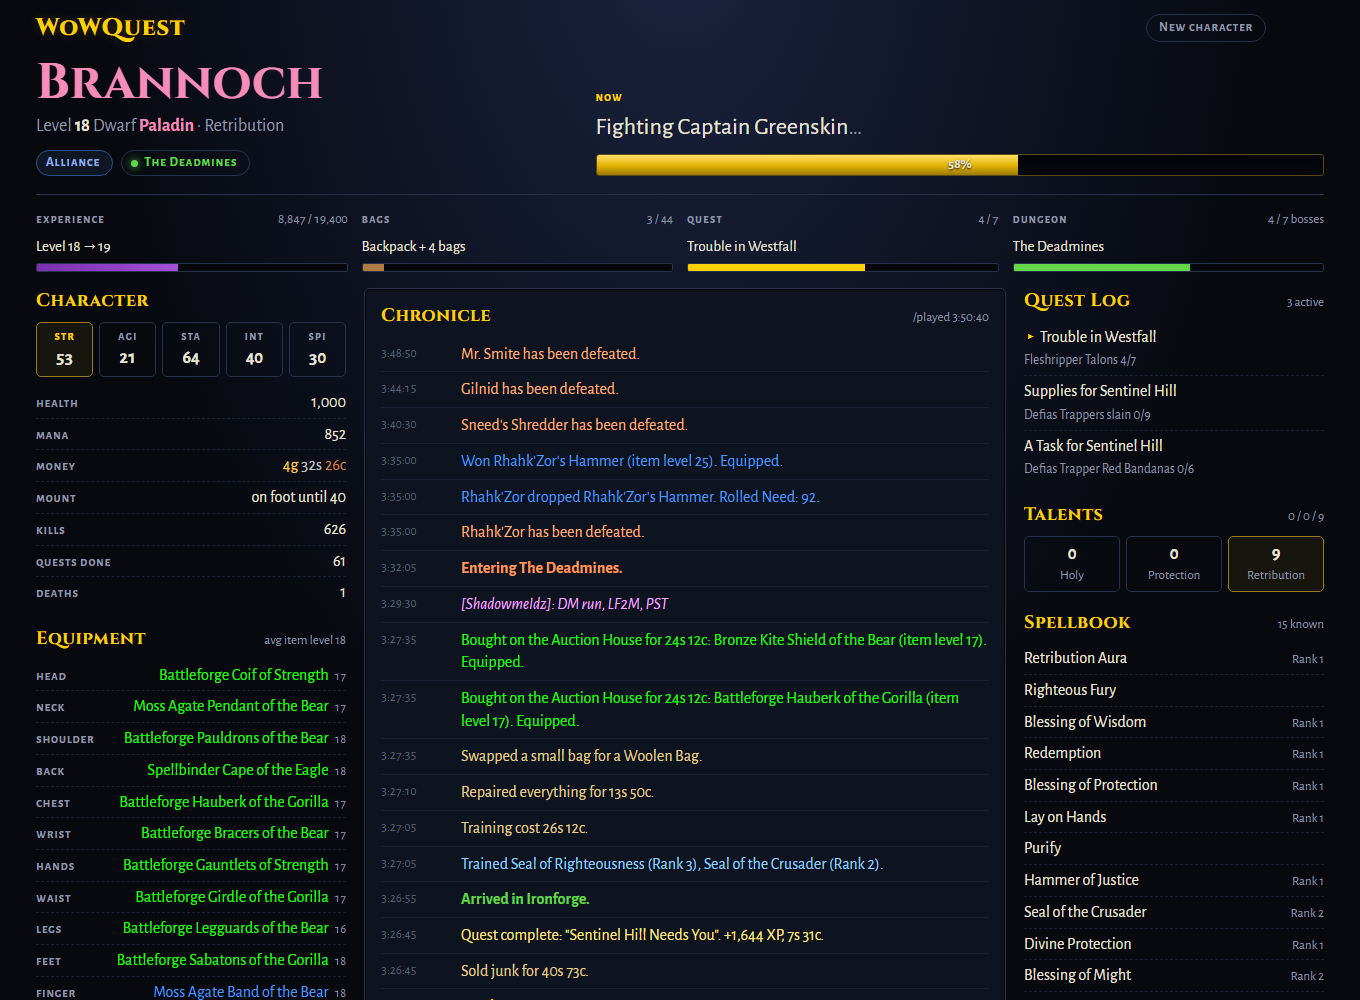 WoWQuest
New character
Brannoch
Level 18 Dwarf Paladin · Retribution
Alliance
The Deadmines
NOW
Fighting Captain Greenskin...
58%
EXPERIENCE 8,847 / 19,400
Level 18 → 19
BAGS 3 / 44
Backpack + 4 bags
QUEST 4 / 7
Trouble in Westfall
DUNGEON 4 / 7 bosses
The Deadmines
Character
STR 53
AGI 21
STA 64
INT 40
SPI 30
HEALTH 1,000
MANA 852
MONEY 4g 32s 26c
MOUNT on foot until 40
KILLS 626
QUESTS DONE 61
DEATHS 1
Equipment avg item level 18
HEAD Battleforge Coif of Strength 17
NECK Moss Agate Pendant of the Bear 17
SHOULDER Battleforge Pauldrons of the Bear 18
BACK Spellbinder Cape of the Eagle 18
CHEST Battleforge Hauberk of the Gorilla 17
WRIST Battleforge Bracers of the Bear 17
HANDS Battleforge Gauntlets of Strength 17
WAIST Battleforge Girdle of the Gorilla 17
LEGS Battleforge Legguards of the Bear 16
FEET Battleforge Sabatons of the Gorilla 18
FINGER Moss Agate Band of the Bear 18
Chronicle /played 3:50:40
3:48:50 Mr. Smite has been defeated.
3:44:15 Gilnid has been defeated.
3:40:30 Sneed's Shredder has been defeated.
3:35:00 Won Rhahk'Zor's Hammer (item level 25). Equipped.
3:35:00 Rhahk'Zor dropped Rhahk'Zor's Hammer. Rolled Need: 92.
3:35:00 Rhahk'Zor has been defeated.
3:32:05 Entering The Deadmines.
3:29:30 [Shadowmeldz]: DM run, LF2M, PST
3:27:35 Bought on the Auction House for 24s 12c: Bronze Kite Shield of the Bear (item level 17).
Equipped.
3:27:35 Bought on the Auction House for 24s 12c: Battleforge Hauberk of the Gorilla (item
level 17). Equipped.
3:27:35 Swapped a small bag for a Woolen Bag.
3:27:10 Repaired everything for 13s 50c.
3:27:05 Training cost 26s 12c.
3:27:05 Trained Seal of Righteousness (Rank 3), Seal of the Crusader (Rank 2).
3:26:55 Arrived in Ironforge.
3:26:45 Quest complete: "Sentinel Hill Needs You". +1,644 XP, 7s 31c.
3:26:45 Sold junk for 40s 73c.
Quest Log 3 active
▸ Trouble in Westfall
Fleshripper Talons 4/7
Supplies for Sentinel Hill
Defias Trappers slain 0/9
A Task for Sentinel Hill
Defias Trapper Red Bandanas 0/6
Talents 0 / 0 / 9
0 Holy
0 Protection
9 Retribution
Spellbook 15 known
Retribution Aura Rank 1
Righteous Fury
Blessing of Wisdom Rank 1
Redemption Rank 1
Blessing of Protection Rank 1
Lay on Hands Rank 1
Purify
Hammer of Justice Rank 1
Seal of the Crusader Rank 2
Divine Protection Rank 1
Blessing of Might Rank 2